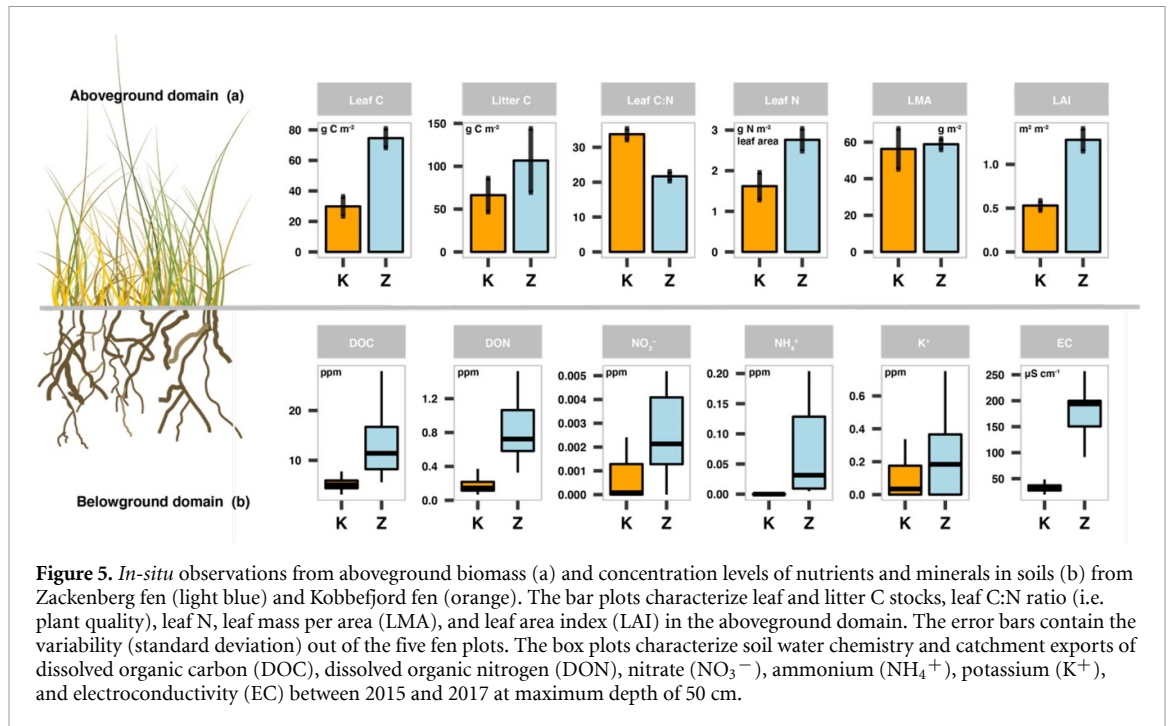 Aboveground domain (a)
Leaf C
Litter C
Leaf C:N
Leaf N
LMA
LAI
g C m⁻²
80
60
40
20
0
K Z
g C m⁻²
150
100
50
0
K Z
30
20
10
0
K Z
g N m⁻²
leaf area
3
2
1
0
K Z
g m⁻²
60
40
20
0
K Z
m² m⁻²
1.0
0.5
0.0
K Z
Belowground domain (b)
DOC
DON
NO₃⁻
NH₄⁺
K⁺
EC
ppm
20
10
K Z
ppm
1.2
0.8
0.4
0.0
K Z
ppm
0.005
0.004
0.003
0.002
0.001
0.000
K Z
ppm
0.20
0.15
0.10
0.05
0.00
K Z
ppm
0.6
0.4
0.2
0.0
K Z
µS cm⁻¹
250
200
150
100
50
K Z
Figure 5. In-situ observations from aboveground biomass (a) and concentration levels of nutrients and minerals in soils (b) from
Zackenberg fen (light blue) and Kobbefjord fen (orange). The bar plots characterize leaf and litter C stocks, leaf C:N ratio (i.e.
plant quality), leaf N, leaf mass per area (LMA), and leaf area index (LAI) in the aboveground domain. The error bars contain the
variability (standard deviation) out of the five fen plots. The box plots characterize soil water chemistry and catchment exports of
dissolved organic carbon (DOC), dissolved organic nitrogen (DON), nitrate (NO₃⁻), ammonium (NH₄⁺), potassium (K⁺),
and electroconductivity (EC) between 2015 and 2017 at maximum depth of 50 cm.